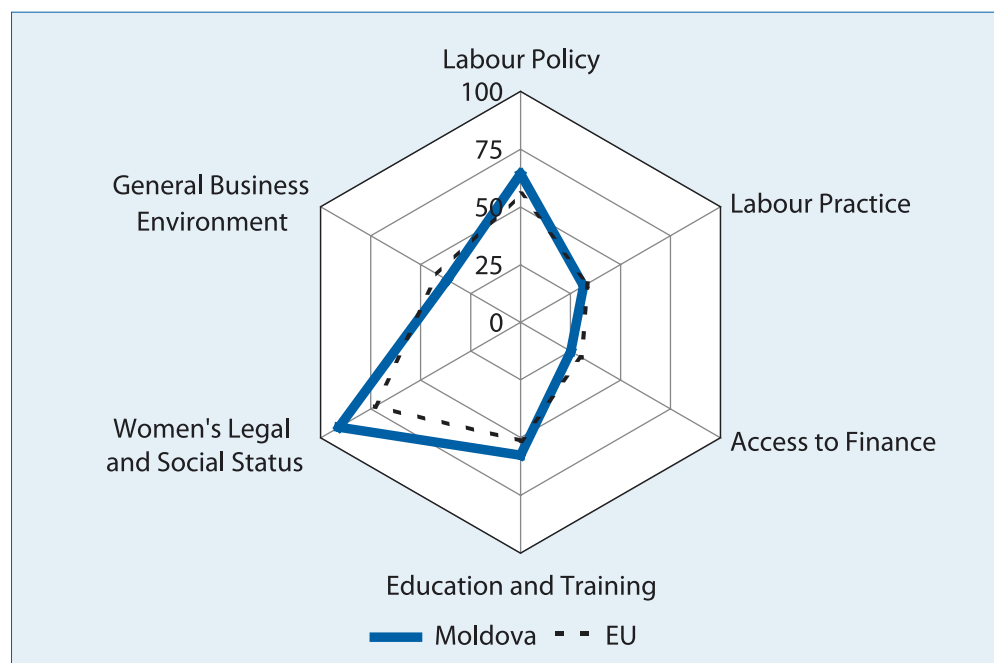 Labour Policy
100
75
50
25
0
General Business
Environment
Labour Practice
Women's Legal
and Social Status
Access to Finance
Education and Training
Moldova EU